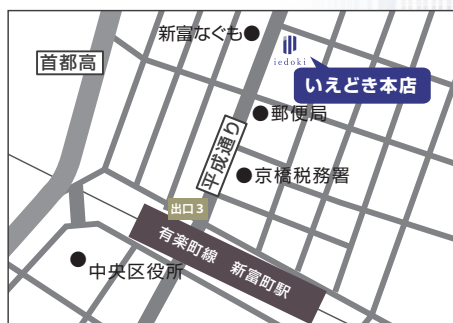 新富なぐも
首都高
iedoki
いえどき本店
郵便局
平成通り
京橋税務署
出口3
有楽町線 新富町駅
中央区役所